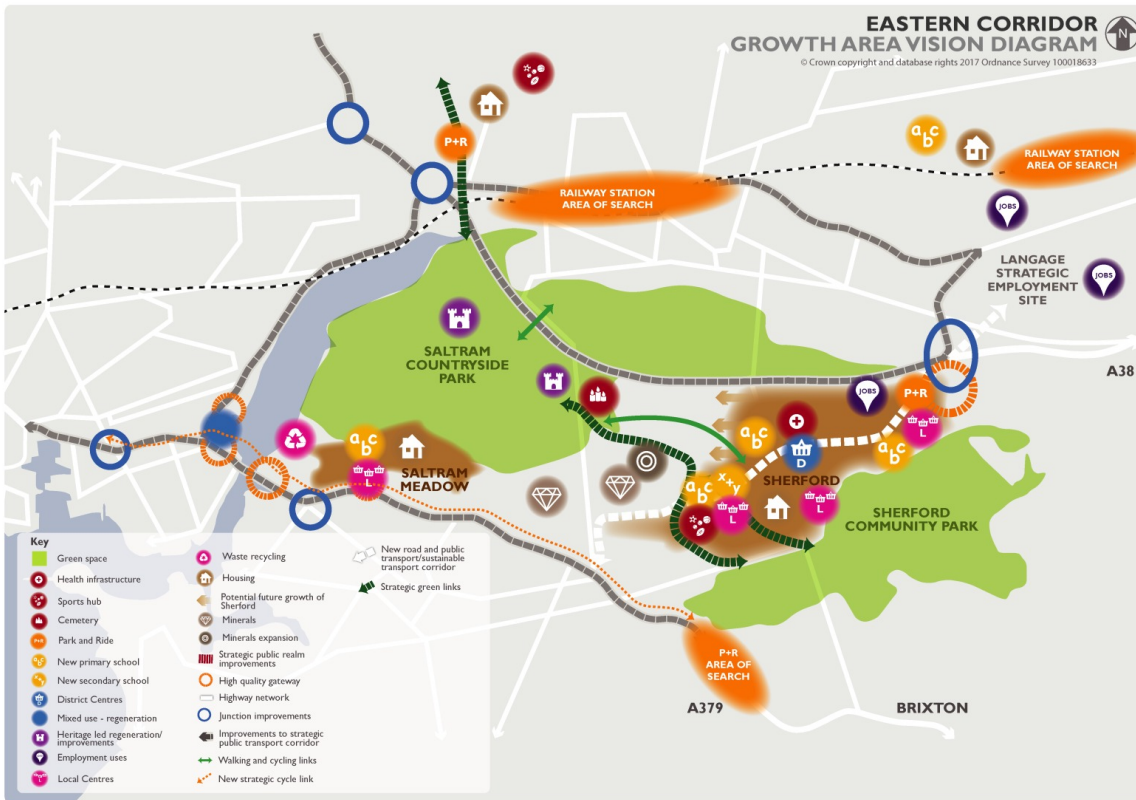 EASTERN CORRIDOR
GROWTH AREA VISION DIAGRAM
N
© Crown copyright and database rights 2017 Ordnance Survey 100018633
P+R
abc
RAILWAY STATION
AREA OF SEARCH
RAILWAY STATION
AREA OF SEARCH
JOBS
LANGAGE
STRATEGIC
EMPLOYMENT
SITE
JOBS
SALTRAM
COUNTRYSIDE
PARK
A38
JOBS
P+R
L
abc
abc
D
SHERFORD
abc
L
SALTRAM
MEADOW
abc
x+y
L
L
SHERFORD
COMMUNITY PARK
P+R
AREA OF
SEARCH
A379
BRIXTON
Key
Green space
Health infrastructure
Sports hub
Cemetery
P+R
Park and Ride
abc
New primary school
x+y
New secondary school
D
District Centres
Mixed use - regeneration
Heritage led regeneration/
improvements
Employment uses
L
Local Centres
Waste recycling
Housing
Potential future growth of
Sherford
Minerals
Minerals expansion
Strategic public realm
improvements
High quality gateway
Highway network
Junction improvements
Improvements to strategic
public transport corridor
Walking and cycling links
New strategic cycle link
New road and public
transport/sustainable
transport corridor
Strategic green links